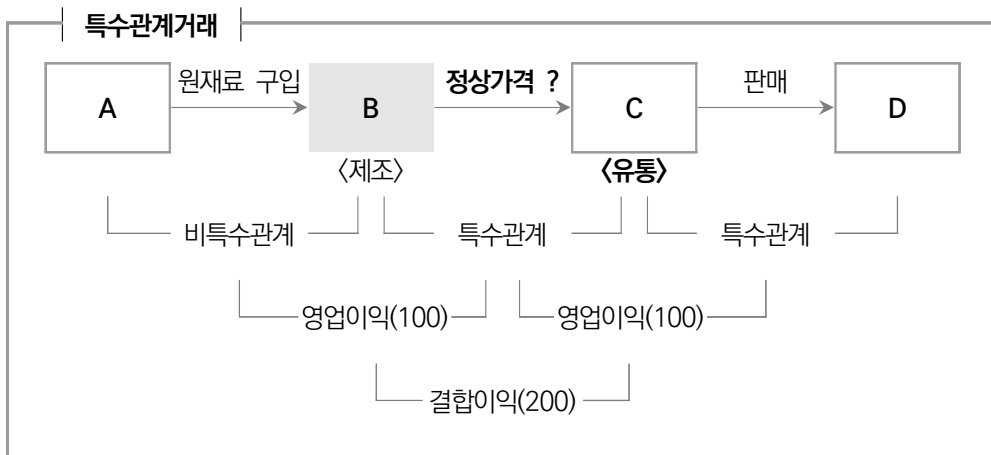 특수관계거래
원재료 구입 정상가격 ? 판매
A B C D
〈제조〉 〈유통〉
비특수관계 특수관계 특수관계
영업이익(100) 영업이익(100)
결합이익(200)